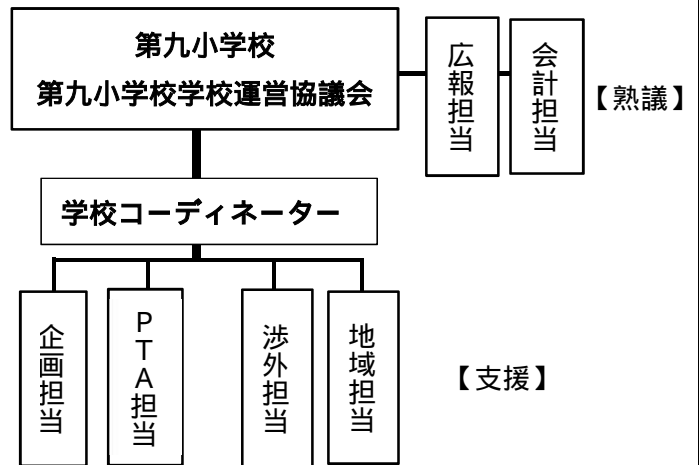 第九小学校
第九小学校学校運営協議会
広報担当
会計担当
【熟議】
学校コーディネーター
企画担当
PTA担当
渉外担当
地域担当
【支援】